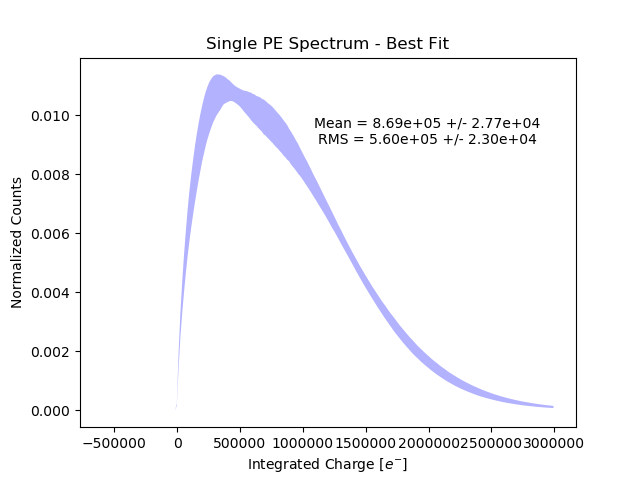 Single PE Spectrum - Best Fit
Mean = 8.69e+05 +/- 2.77e+04
RMS = 5.60e+05 +/- 2.30e+04
Normalized Counts
0.010
0.008
0.006
0.004
0.002
0.000
−500000 0 500000 1000000 1500000 2000000 2500000 3000000
Integrated Charge [e⁻]